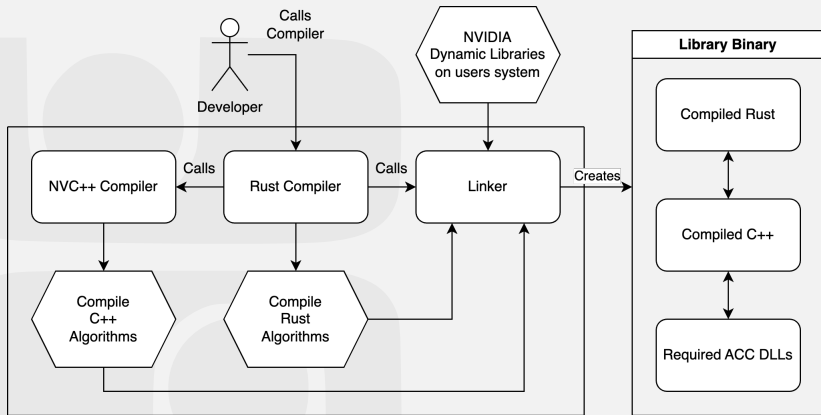 Calls
Compiler
Developer
NVIDIA
Dynamic Libraries
on users system
Library Binary
Compiled Rust
NVC++ Compiler
Calls
Rust Compiler
Calls
Linker
Creates
Compiled C++
Compile
C++
Algorithms
Compile
Rust
Algorithms
Required ACC DLLs